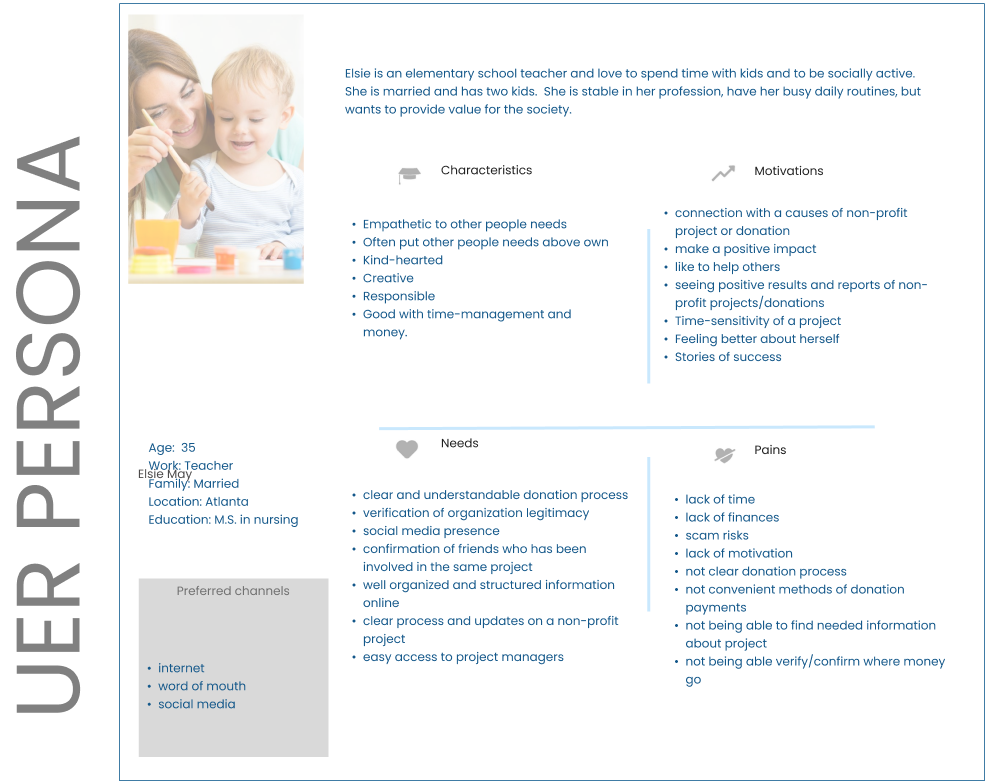 UER PERSONA
Elsie is an elementary school teacher and love to spend time with kids and to be socially active.
She is married and has two kids.  She is stable in her profession, have her busy daily routines, but
wants to provide value for the society.
Characteristics
• Empathetic to other people needs
• Often put other people needs above own
• Kind-hearted
• Creative
• Responsible
• Good with time-management and
money.
Motivations
• connection with a causes of non-profit
project or donation
• make a positive impact
• like to help others
• seeing positive results and reports of non-
profit projects/donations
• Time-sensitivity of a project
• Feeling better about herself
• Stories of success
Elsie May
Age:  35
Work: Teacher
Family: Married
Location: Atlanta
Education: M.S. in nursing
Preferred channels
• internet
• word of mouth
• social media
Needs
• clear and understandable donation process
• verification of organization legitimacy
• social media presence
• confirmation of friends who has been
involved in the same project
• well organized and structured information
online
• clear process and updates on a non-profit
project
• easy access to project managers
Pains
• lack of time
• lack of finances
• scam risks
• lack of motivation
• not clear donation process
• not convenient methods of donation
payments
• not being able to find needed information
about project
• not being able verify/confirm where money
go